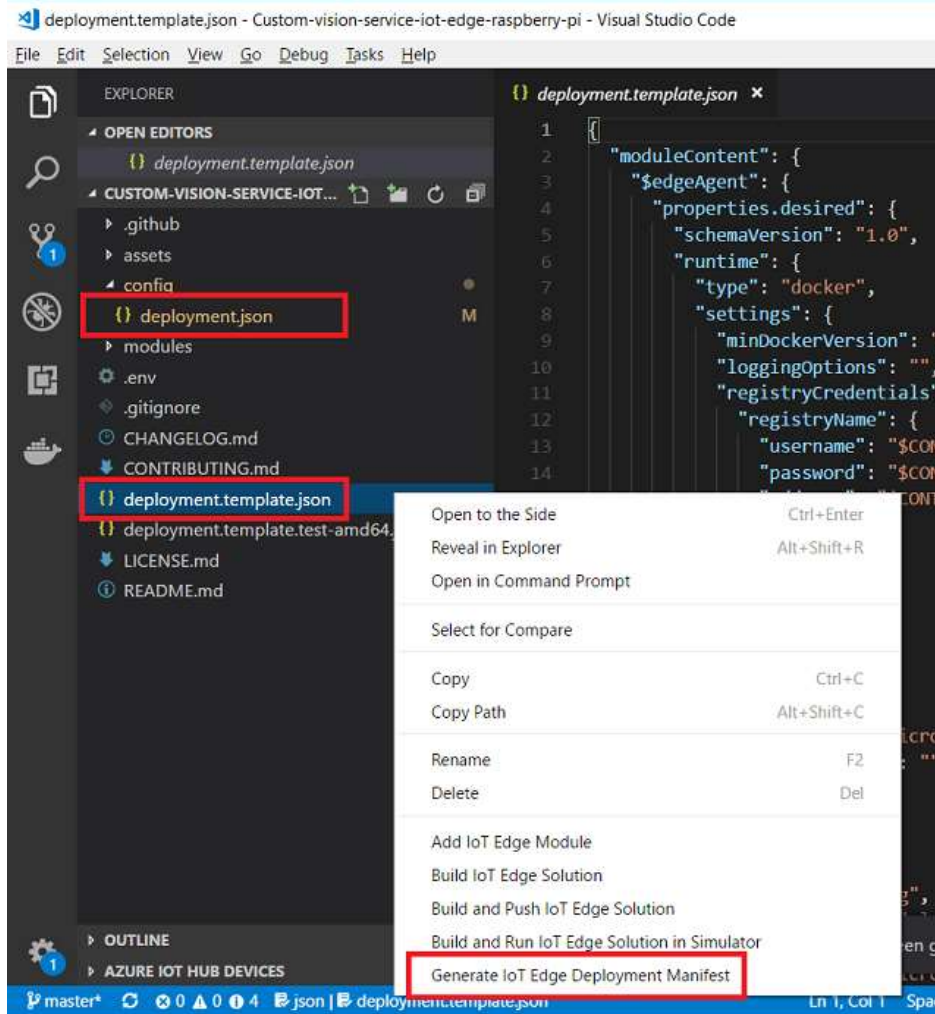 deployment.template.json - Custom-vision-service-iot-edge-raspberry-pi - Visual Studio Code
File Edit Selection View Go Debug Tasks Help
EXPLORER
OPEN EDITORS
{} deployment.template.json
CUSTOM-VISION-SERVICE-IOT...
.github
assets
config
{} deployment.json M
modules
.env
.gitignore
CHANGELOG.md
CONTRIBUTING.md
{} deployment.template.json
{} deployment.template.test-amd64.
LICENSE.md
README.md
OUTLINE
AZURE IOT HUB DEVICES
{} deployment.template.json ×
1 {
2 "moduleContent": {
3 "$edgeAgent": {
4 "properties.desired": {
5 "schemaVersion": "1.0",
6 "runtime": {
7 "type": "docker",
8 "settings": {
9 "minDockerVersion": "
10 "loggingOptions": "",
11 "registryCredentials"
12 "registryName": {
13 "username": "$CON
14 "password": "$CON
Open to the Side Ctrl+Enter
Reveal in Explorer Alt+Shift+R
Open in Command Prompt
Select for Compare
Copy Ctrl+C
Copy Path Alt+Shift+C
Rename F2
Delete Del
Add IoT Edge Module
Build IoT Edge Solution
Build and Push IoT Edge Solution
Build and Run IoT Edge Solution in Simulator
Generate IoT Edge Deployment Manifest
1
1
master* 0 0 4 json | deployment.template.json Ln 1, Col 1 Spa